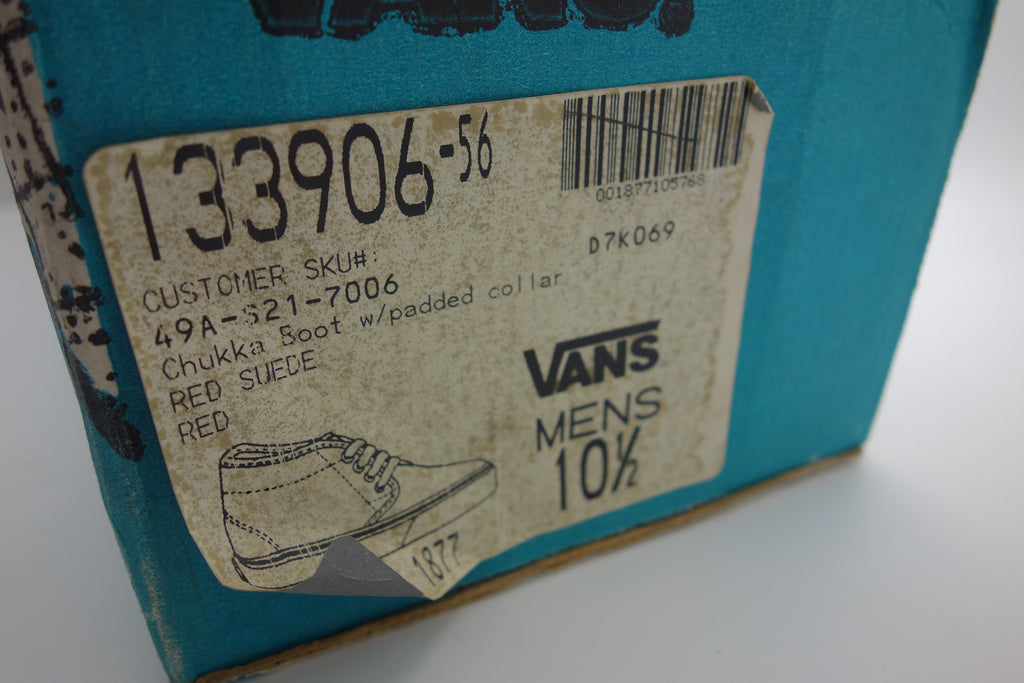 VANS
133906-56
001877105768
D7K069
CUSTOMER SKU#:
49A-S21-7006
Chukka Boot w/padded collar
RED SUEDE
RED
VANS
MENS
10½
1877